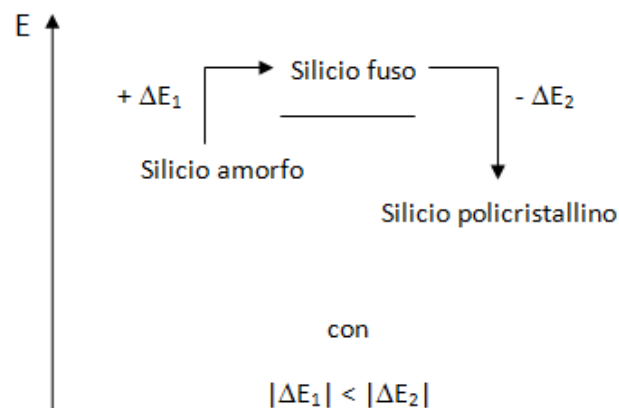 E
Silicio fuso
+ ΔE₁
- ΔE₂
Silicio amorfo
Silicio policristallino
con
|ΔE₁| < |ΔE₂|